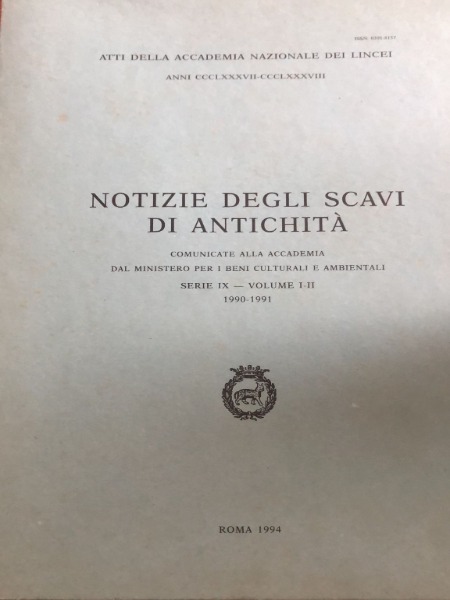 ATTI DELLA ACCADEMIA NAZIONALE DEI LINCEI
ANNI CCCLXXXVII-CCCLXXXVIII
NOTIZIE DEGLI SCAVI
DI ANTICHITÀ
COMUNICATE ALLA ACCADEMIA
DAL MINISTERO PER I BENI CULTURALI E AMBIENTALI
SERIE IX — VOLUME I-II
1990-1991
ROMA 1994